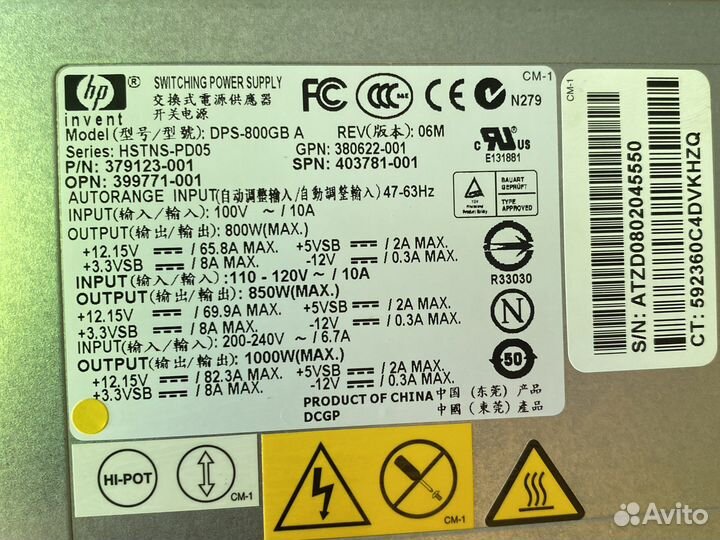 hp ®
invent
SWITCHING POWER SUPPLY
交換式電源供應器
开关电源
FC CCC S&E CE N279
CM-1
Model(型号/型號): DPS-800GB A REV(版本): 06M
Series: HSTNS-PD05 GPN: 380622-001
P/N: 379123-001 SPN: 403781-001
OPN: 399771-001
c RU US
E131881
AUTORANGE INPUT(自动调整输入/自動調整輸入) 47-63Hz
INPUT(输入/輸入): 100V ~ / 10A
OUTPUT(输出/輸出): 800W(MAX.)
+12.15V / 65.8A MAX. +5VSB / 2A MAX.
+3.3VSB / 8A MAX. -12V / 0.3A MAX.
INPUT(输入/輸入): 110 - 120V ~ / 10A
OUTPUT(输出/輸出): 850W(MAX.)
+12.15V / 69.9A MAX. +5VSB / 2A MAX.
+3.3VSB / 8A MAX. -12V / 0.3A MAX.
INPUT(输入/輸入): 200-240V ~ / 6.7A
OUTPUT(输出/輸出): 1000W(MAX.)
+12.15V / 82.3A MAX. +5VSB / 2A MAX.
+3.3VSB / 8A MAX. -12V / 0.3A MAX.
PRODUCT OF CHINA 中国 (东莞) 产品
DCGP 中國 (東莞) 產品
BAUART
GEPRÜFT
TYPE
APPROVED
R33030
N
50
CM-1
S/N: ATZD0802045550
CT: 592360C4DVKHZQ
HI-POT
CM-1
CM-1
Avito